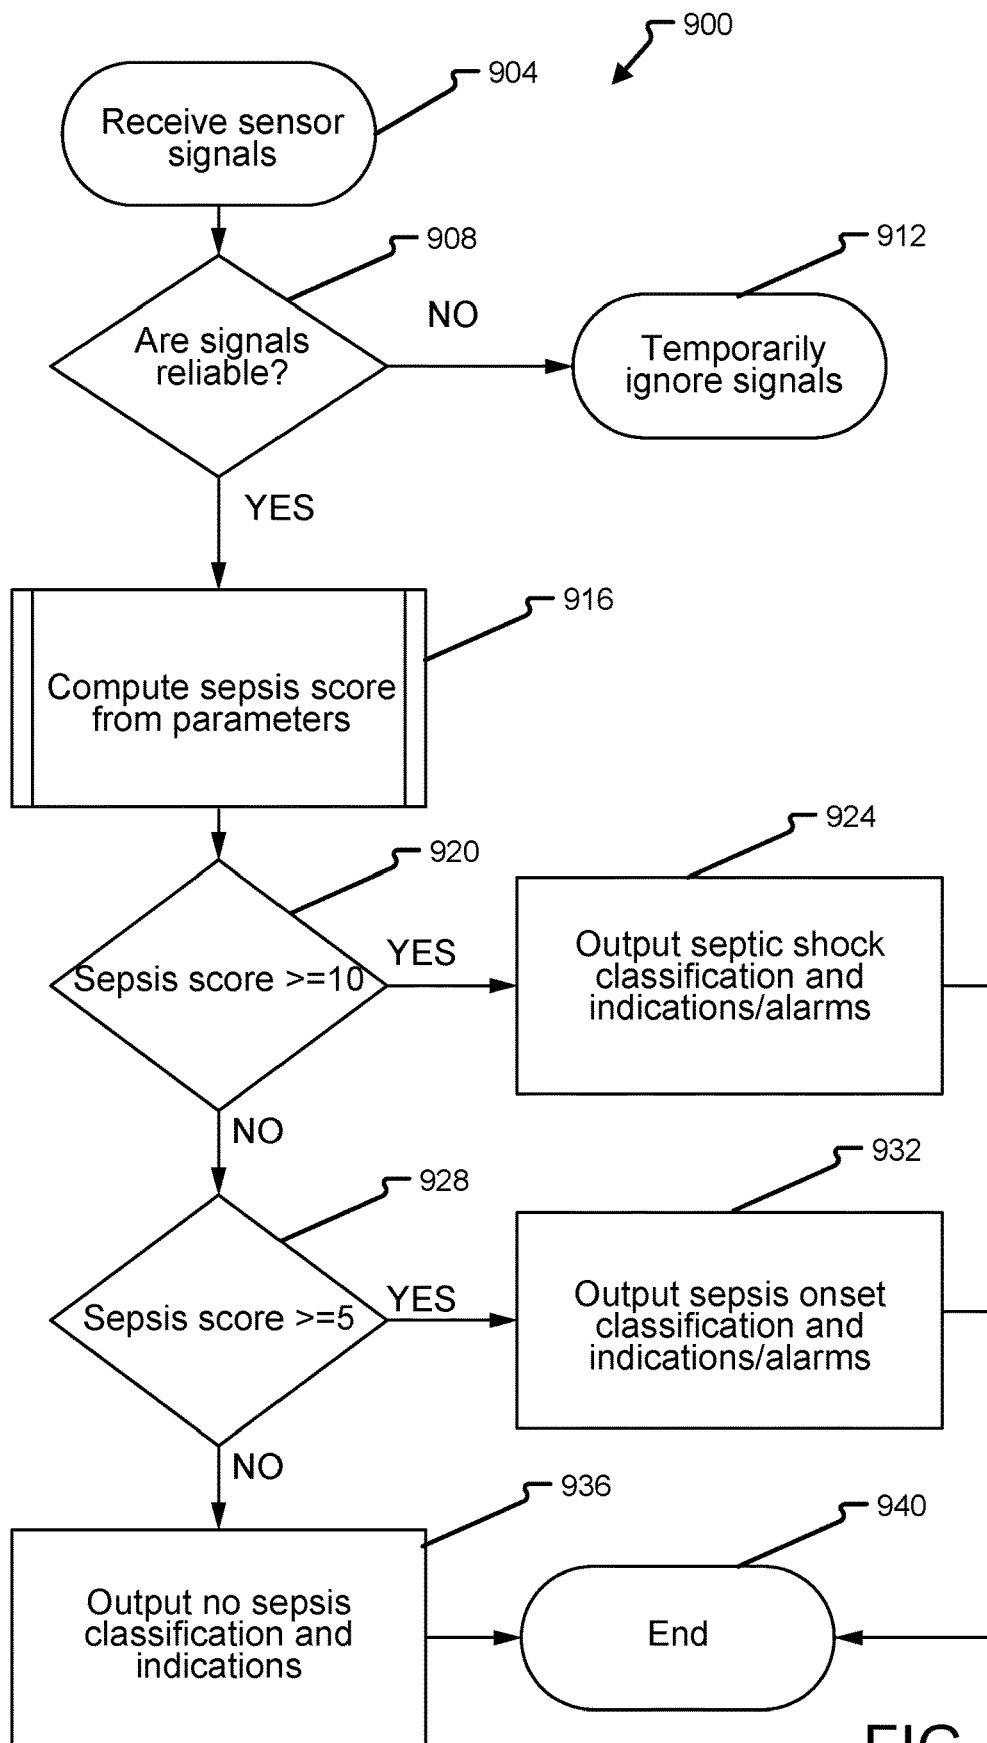 900
904
Receive sensor
signals
908
912
NO
Are signals
reliable?
Temporarily
ignore signals
YES
916
Compute sepsis score
from parameters
924
920
YES
Output septic shock
classification and
indications/alarms
Sepsis score >=10
NO
932
928
YES
Output sepsis onset
classification and
indications/alarms
Sepsis score >=5
NO
936
940
Output no sepsis
classification and
indications
End
FIG